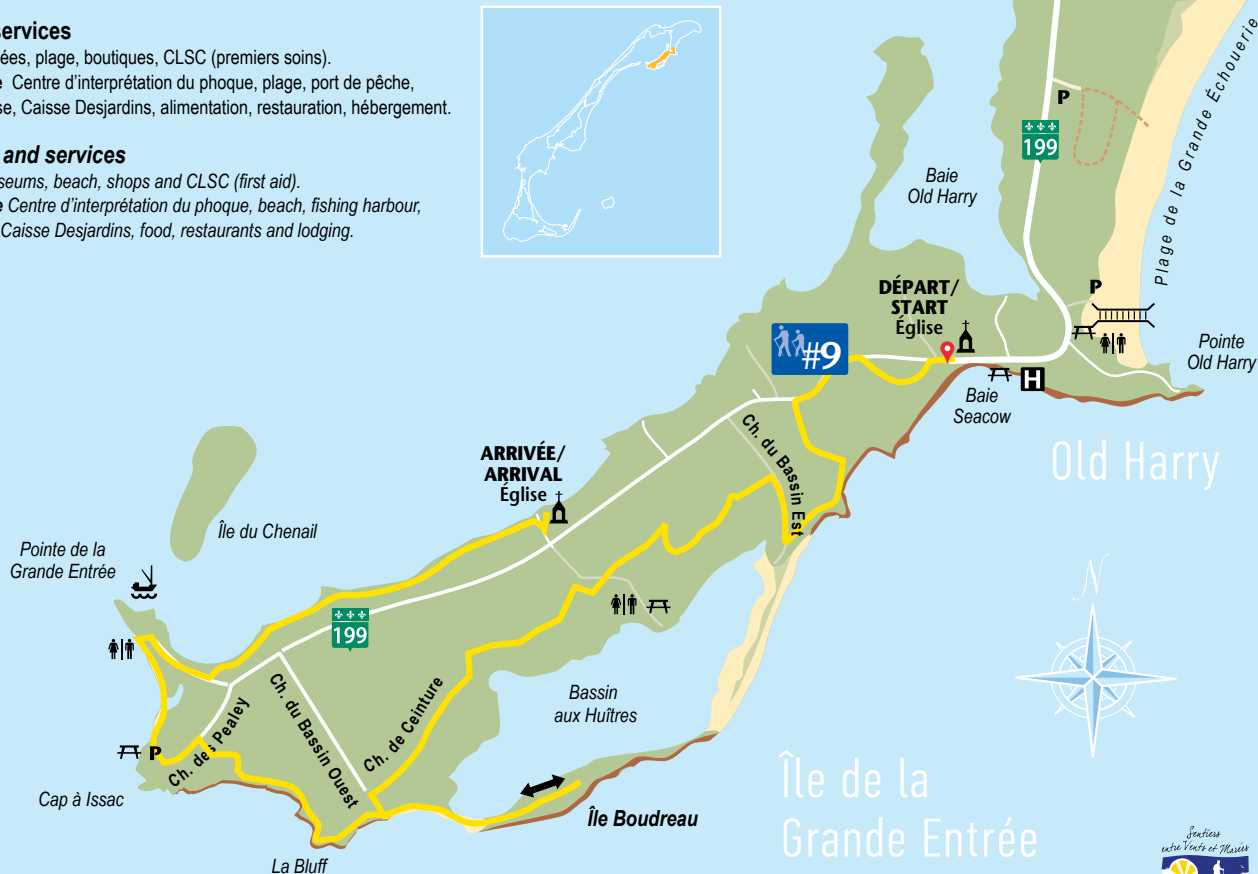 services
ées, plage, boutiques, CLSC (premiers soins).
e Centre d’interprétation du phoque, plage, port de pêche,
se, Caisse Desjardins, alimentation, restauration, hébergement.
and services
seums, beach, shops and CLSC (first aid).
e Centre d’interprétation du phoque, beach, fishing harbour,
Caisse Desjardins, food, restaurants and lodging.
P
199
Plage de la Grande Échouerie
Baie
Old Harry
DÉPART/
START
Église
P
#9
H
Pointe
Old Harry
Baie
Seacow
Old Harry
Ch. du Bassin Est
ARRIVÉE/
ARRIVAL
Église
Île du Chenail
Pointe de la
Grande Entrée
199
N
Ch. des Pealey
Ch. du Bassin Ouest
Ch. de Ceinture
Bassin
aux Huîtres
P
Cap à Issac
Île Boudreau
La Bluff
Île de la
Grande Entrée
Sentiers
entre Vents et Marées